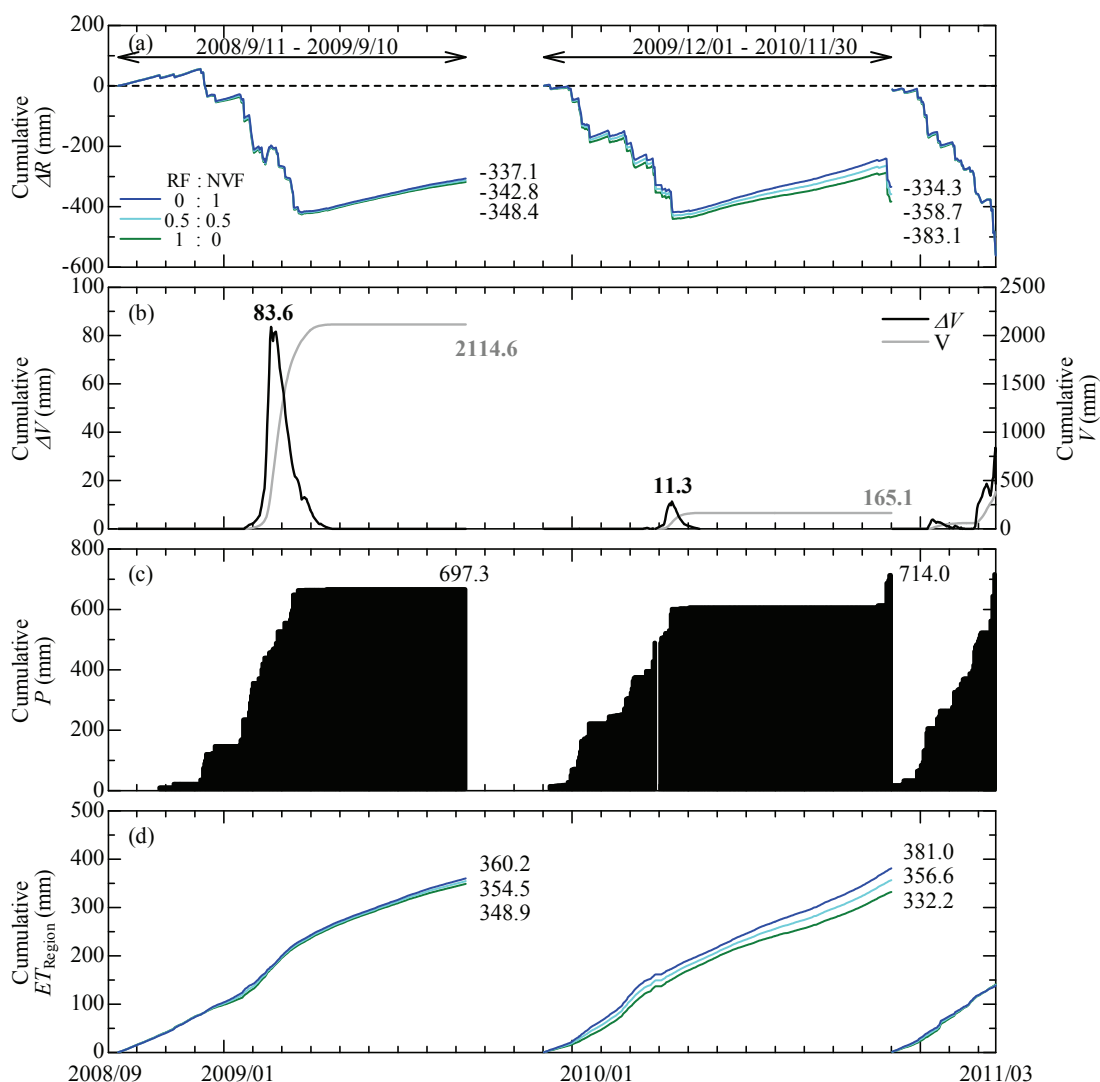 (a)
2008/9/11 - 2009/9/10
2009/12/01 - 2010/11/30
200
0
-200
-400
-600
Cumulative
ΔR (mm)
RF : NVF
0 : 1
0.5 : 0.5
1 : 0
-337.1
-342.8
-348.4
-334.3
-358.7
-383.1
(b)
100
80
60
40
20
0
Cumulative
ΔV (mm)
83.6
2114.6
11.3
165.1
ΔV
V
2500
2000
1500
1000
500
0
Cumulative
V (mm)
(c)
800
600
400
200
0
Cumulative
P (mm)
697.3
714.0
(d)
500
400
300
200
100
0
Cumulative
ETRegion (mm)
360.2
354.5
348.9
381.0
356.6
332.2
2008/09
2009/01
2010/01
2011/03